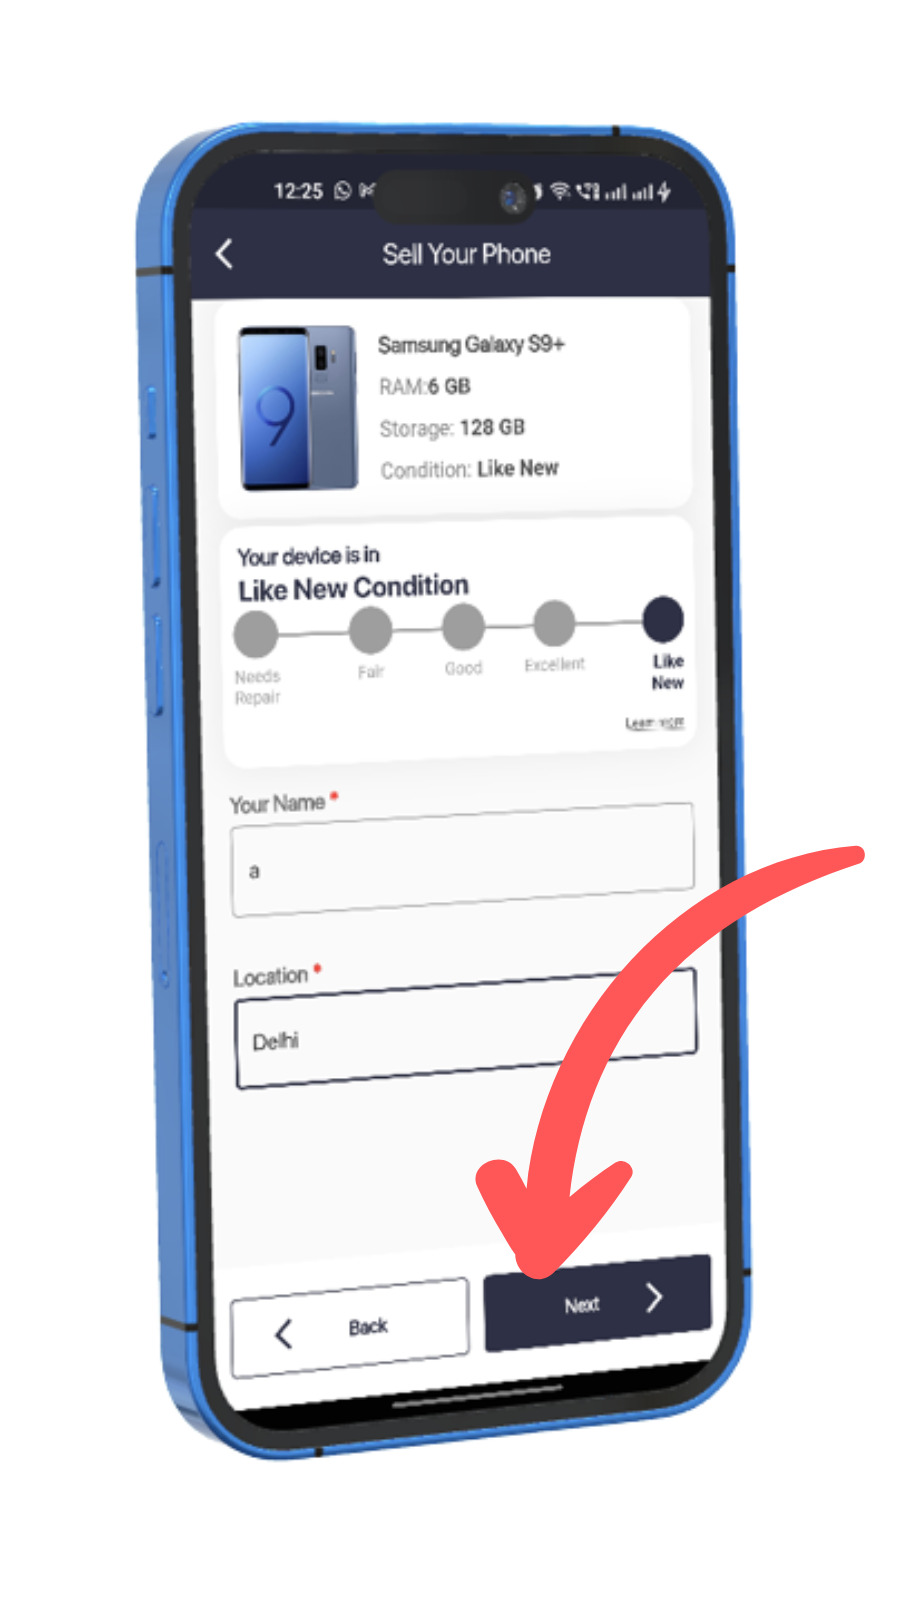 12:25
Sell Your Phone
Samsung Galaxy S9+
RAM:6 GB
Storage: 128 GB
Condition: Like New
9
Your device is in
Like New Condition
Needs Repair
Fair
Good
Excellent
Like New
Learn more
Your Name *
a
Location *
Delhi
Back
Next